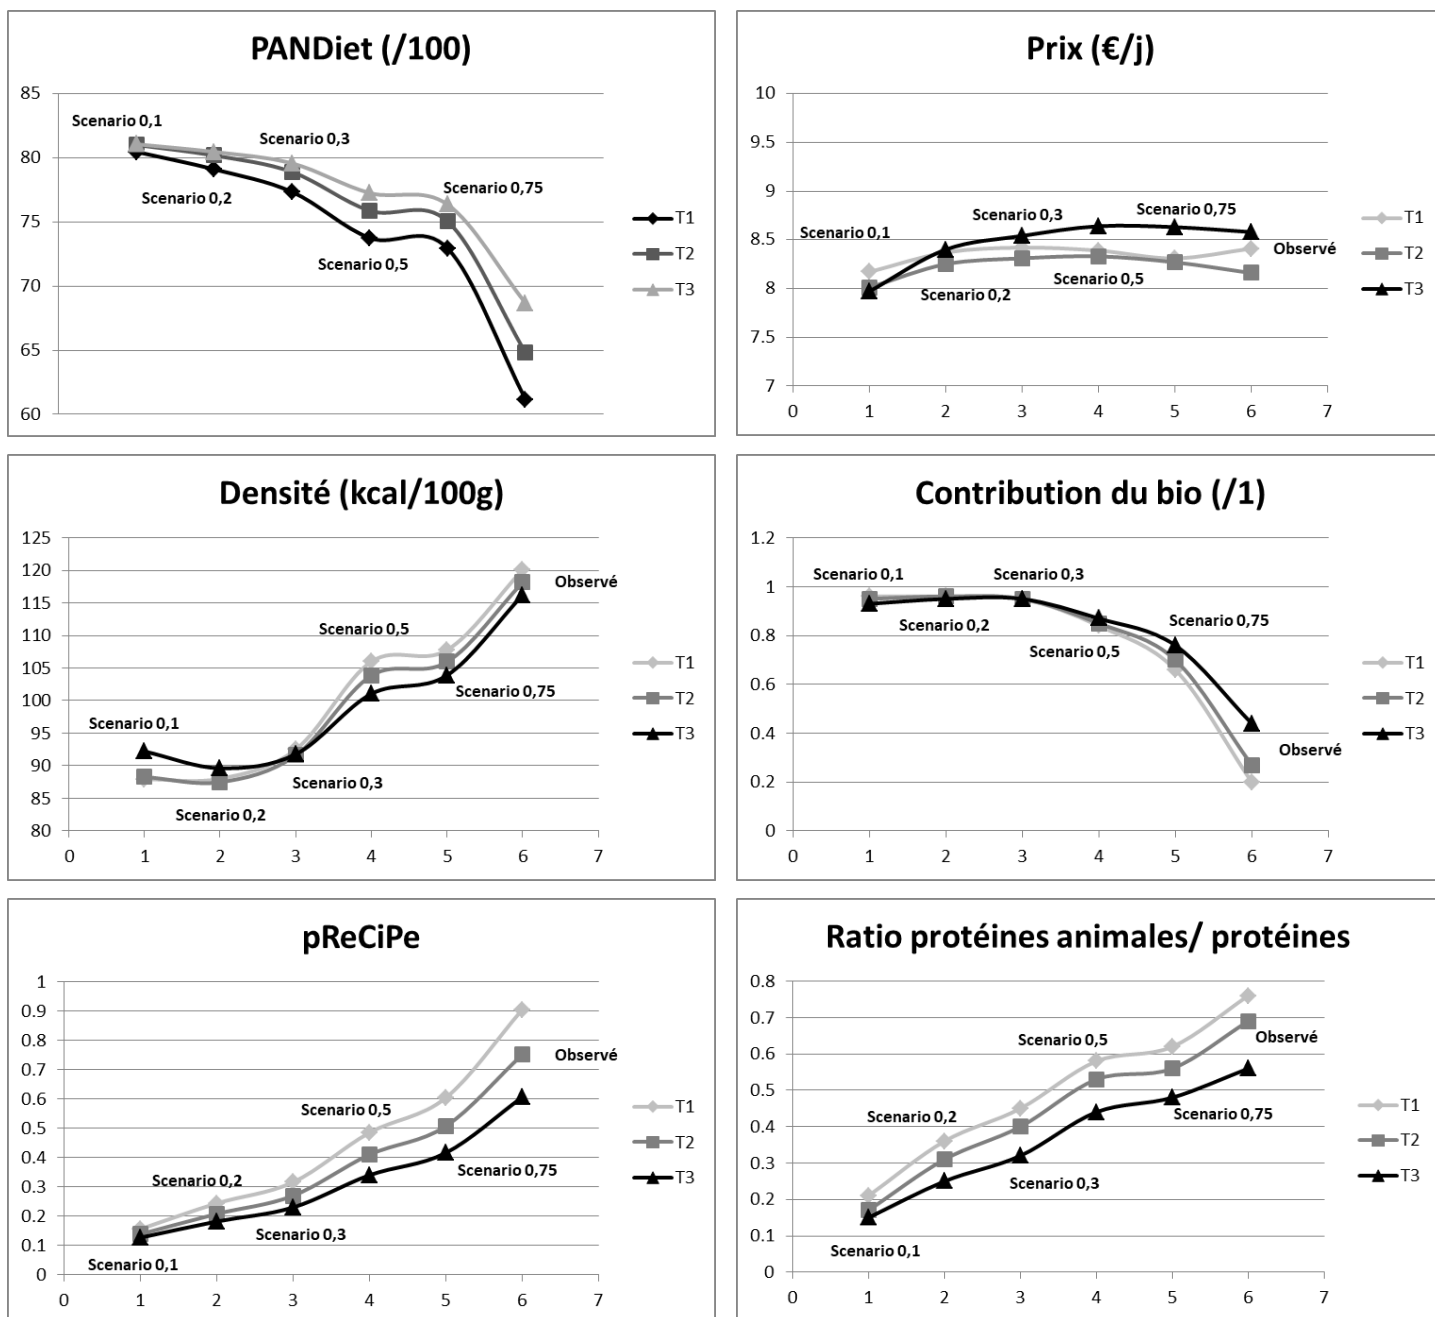 PANDiet (/100)
85
80
75
70
65
60
Scenario 0,1
Scenario 0,2
Scenario 0,3
Scenario 0,5
Scenario 0,75
T1
T2
T3
Prix (€/j)
10
9.5
9
8.5
8
7.5
7
0 1 2 3 4 5 6 7
Scenario 0,1
Scenario 0,2
Scenario 0,3
Scenario 0,5
Scenario 0,75
Observé
T1
T2
T3
Densité (kcal/100g)
125
120
115
110
105
100
95
90
85
80
0 1 2 3 4 5 6 7
Scenario 0,1
Scenario 0,2
Scenario 0,3
Scenario 0,5
Scenario 0,75
Observé
T1
T2
T3
Contribution du bio (/1)
1.2
1
0.8
0.6
0.4
0.2
0
0 1 2 3 4 5 6 7
Scenario 0,1
Scenario 0,2
Scenario 0,3
Scenario 0,5
Scenario 0,75
Observé
T1
T2
T3
pReCiPe
1
0.9
0.8
0.7
0.6
0.5
0.4
0.3
0.2
0.1
0
0 1 2 3 4 5 6 7
Scenario 0,1
Scenario 0,2
Scenario 0,3
Scenario 0,5
Scenario 0,75
Observé
T1
T2
T3
Ratio protéines animales/ protéines
0.8
0.7
0.6
0.5
0.4
0.3
0.2
0.1
0
0 1 2 3 4 5 6 7
Scenario 0,1
Scenario 0,2
Scenario 0,3
Scenario 0,5
Scenario 0,75
Observé
T1
T2
T3